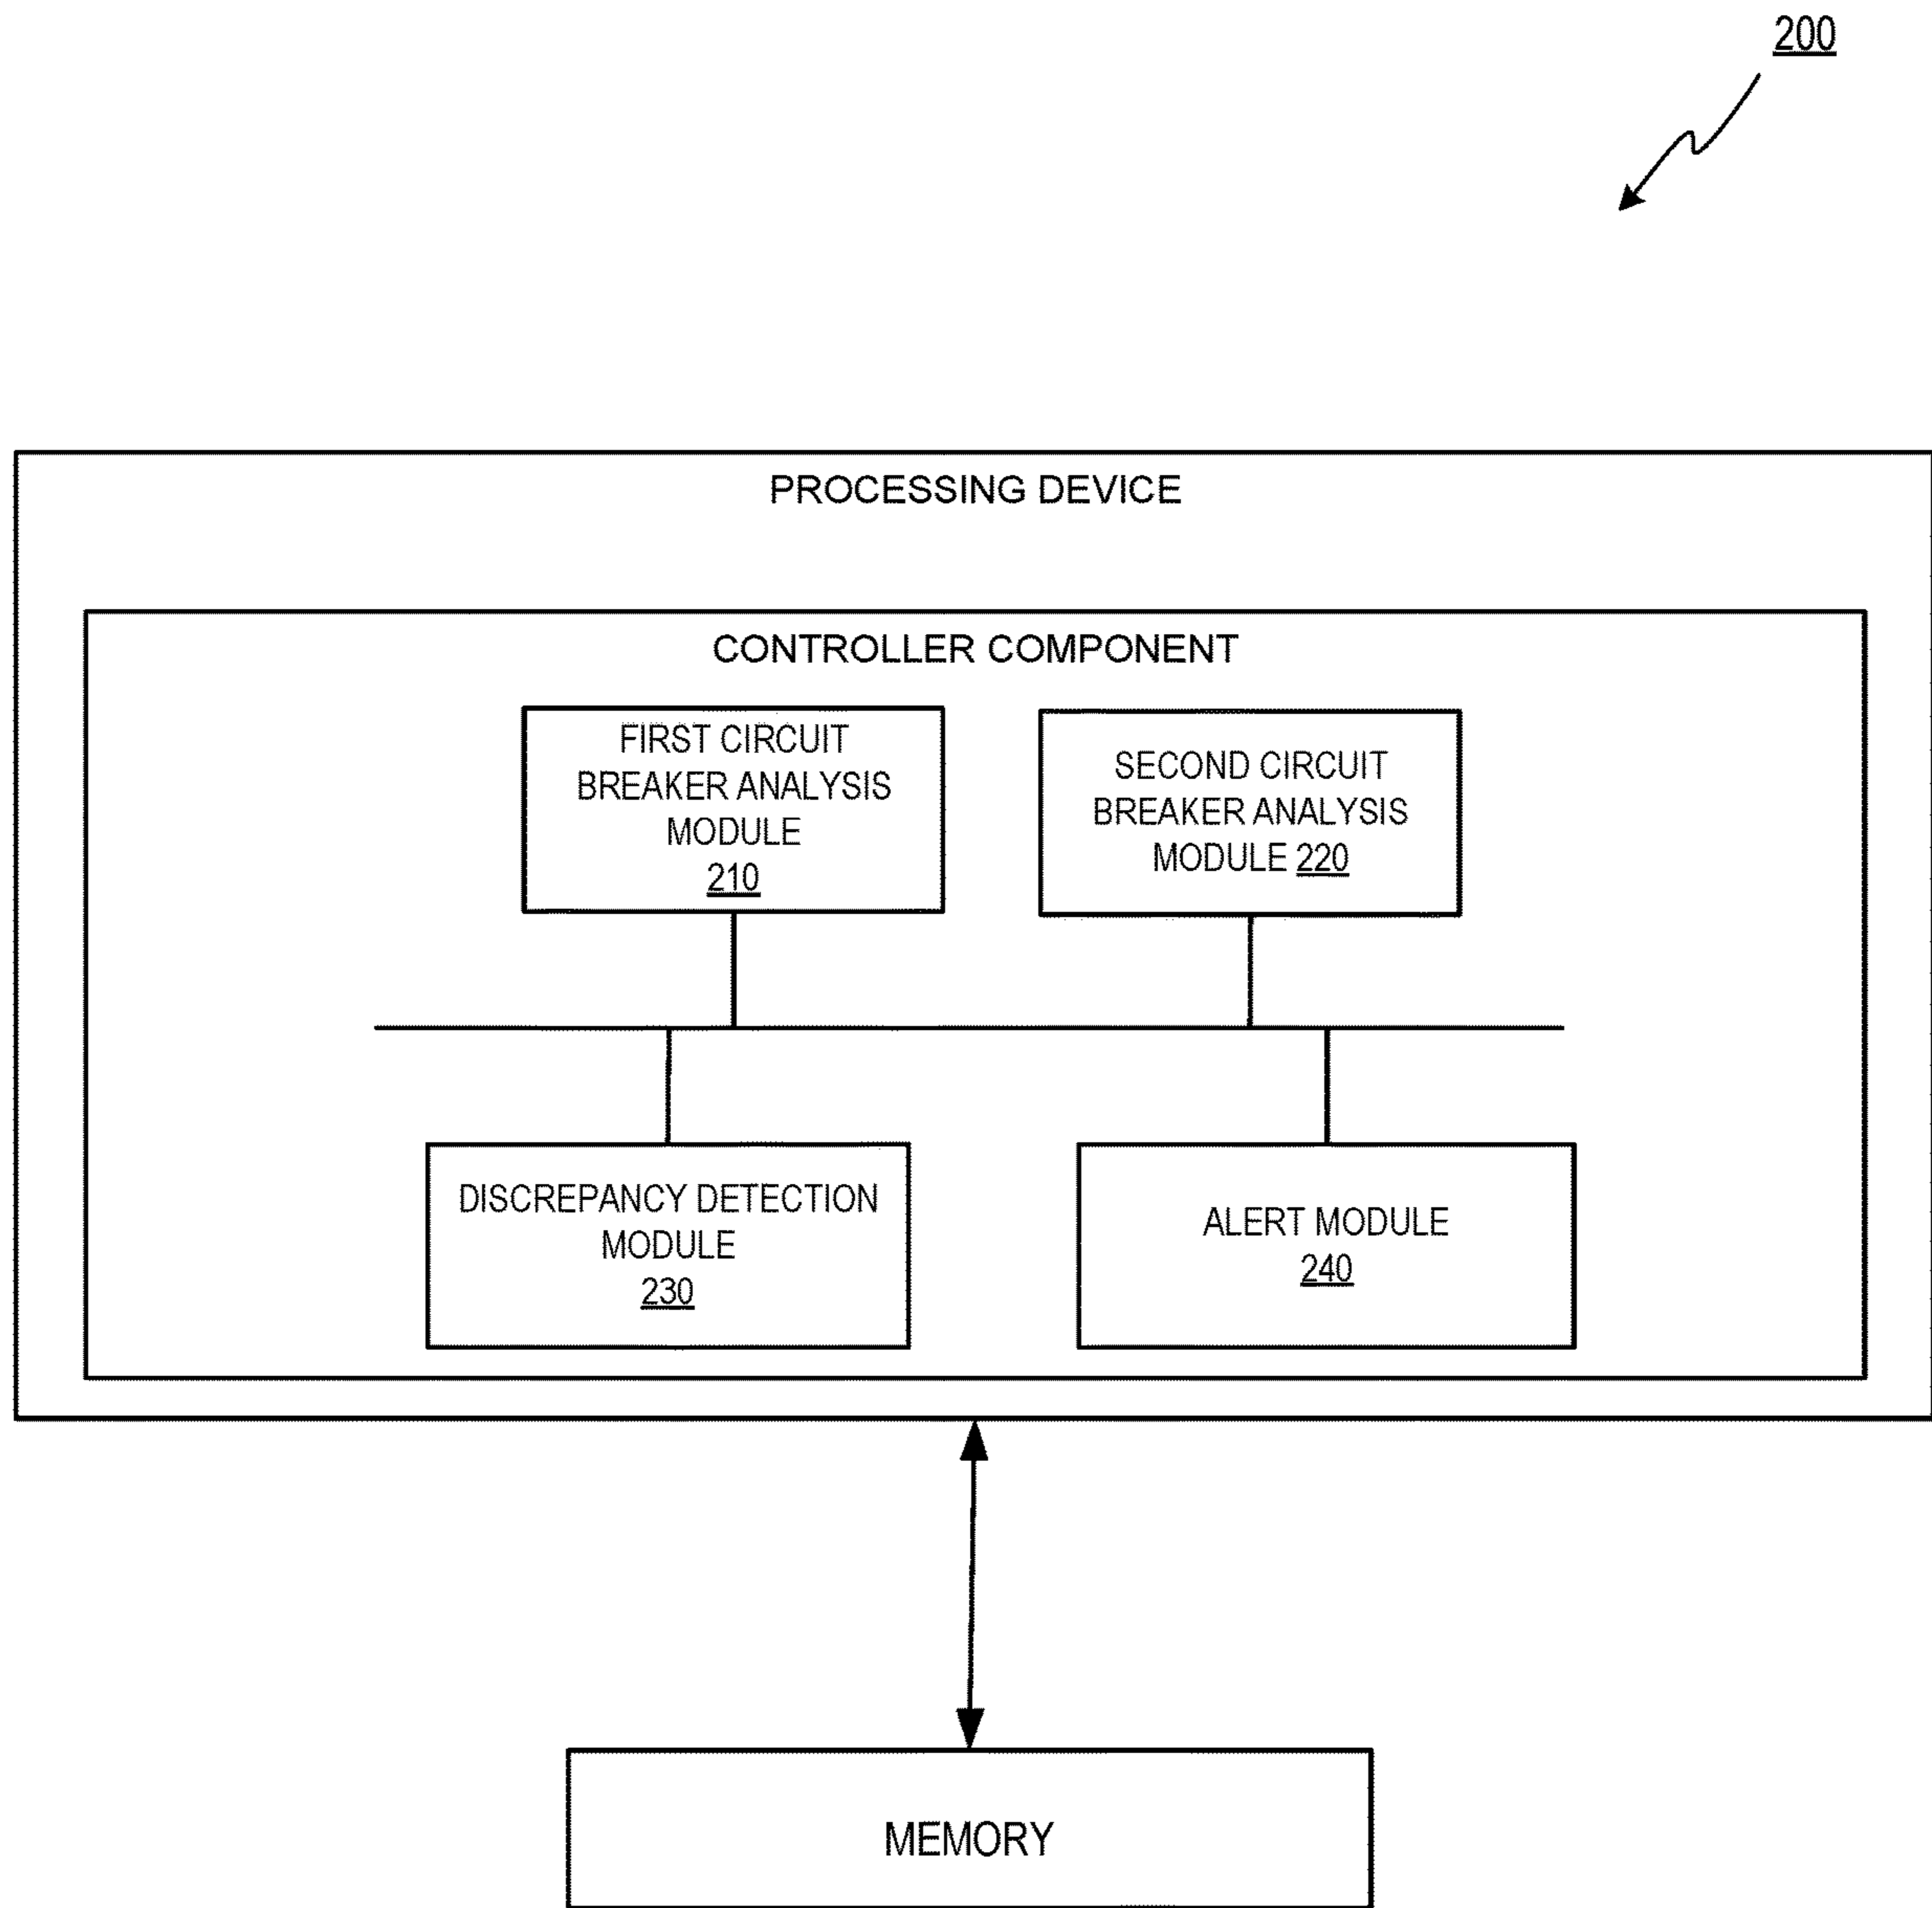 200
PROCESSING DEVICE
CONTROLLER COMPONENT
FIRST CIRCUIT
BREAKER ANALYSIS
MODULE
210
SECOND CIRCUIT
BREAKER ANALYSIS
MODULE 220
DISCREPANCY DETECTION
MODULE
230
ALERT MODULE
240
MEMORY